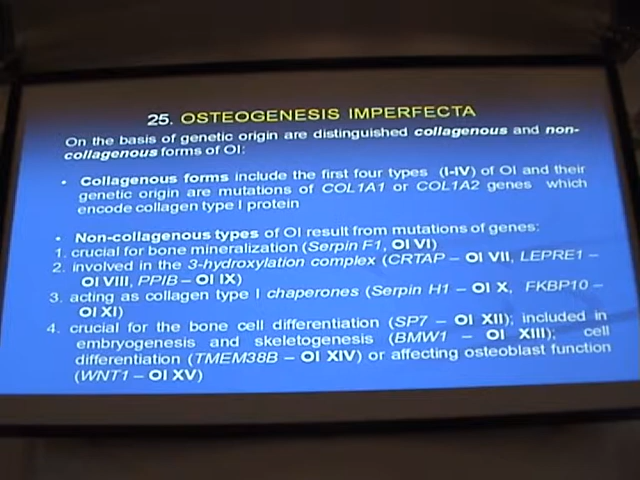 25. OSTEOGENESIS IMPERFECTA
On the basis of genetic origin are distinguished collagenous and non-
collagenous forms of OI:
• Collagenous forms include the first four types (I-IV) of OI and their
genetic origin are mutations of COL1A1 or COL1A2 genes which
encode collagen type I protein
• Non-collagenous types of OI result from mutations of genes:
1. crucial for bone mineralization (Serpin F1, OI VI)
2. involved in the 3-hydroxylation complex (CRTAP – OI VII, LEPRE1 –
OI VIII, PPIB – OI IX)
3. acting as collagen type I chaperones (Serpin H1 – OI X, FKBP10 –
OI XI)
4. crucial for the bone cell differentiation (SP7 – OI XII); included in
embryogenesis and skeletogenesis (BMW1 – OI XIII); cell
differentiation (TMEM38B – OI XIV) or affecting osteoblast function
(WNT1 – OI XV)